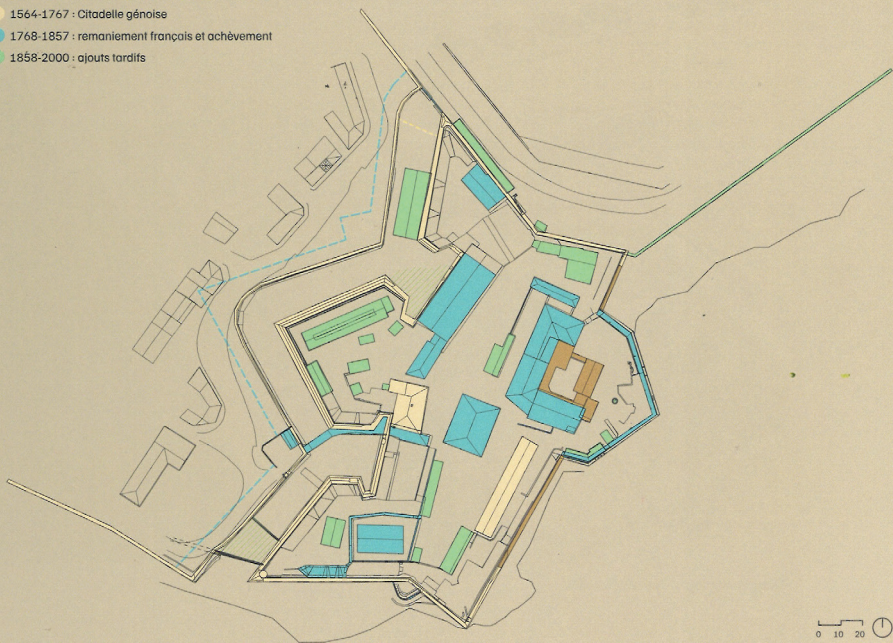 1564-1767 : Citadelle génoise
1768-1857 : remaniement français et achèvement
1858-2000 : ajouts tardifs
0 10 20